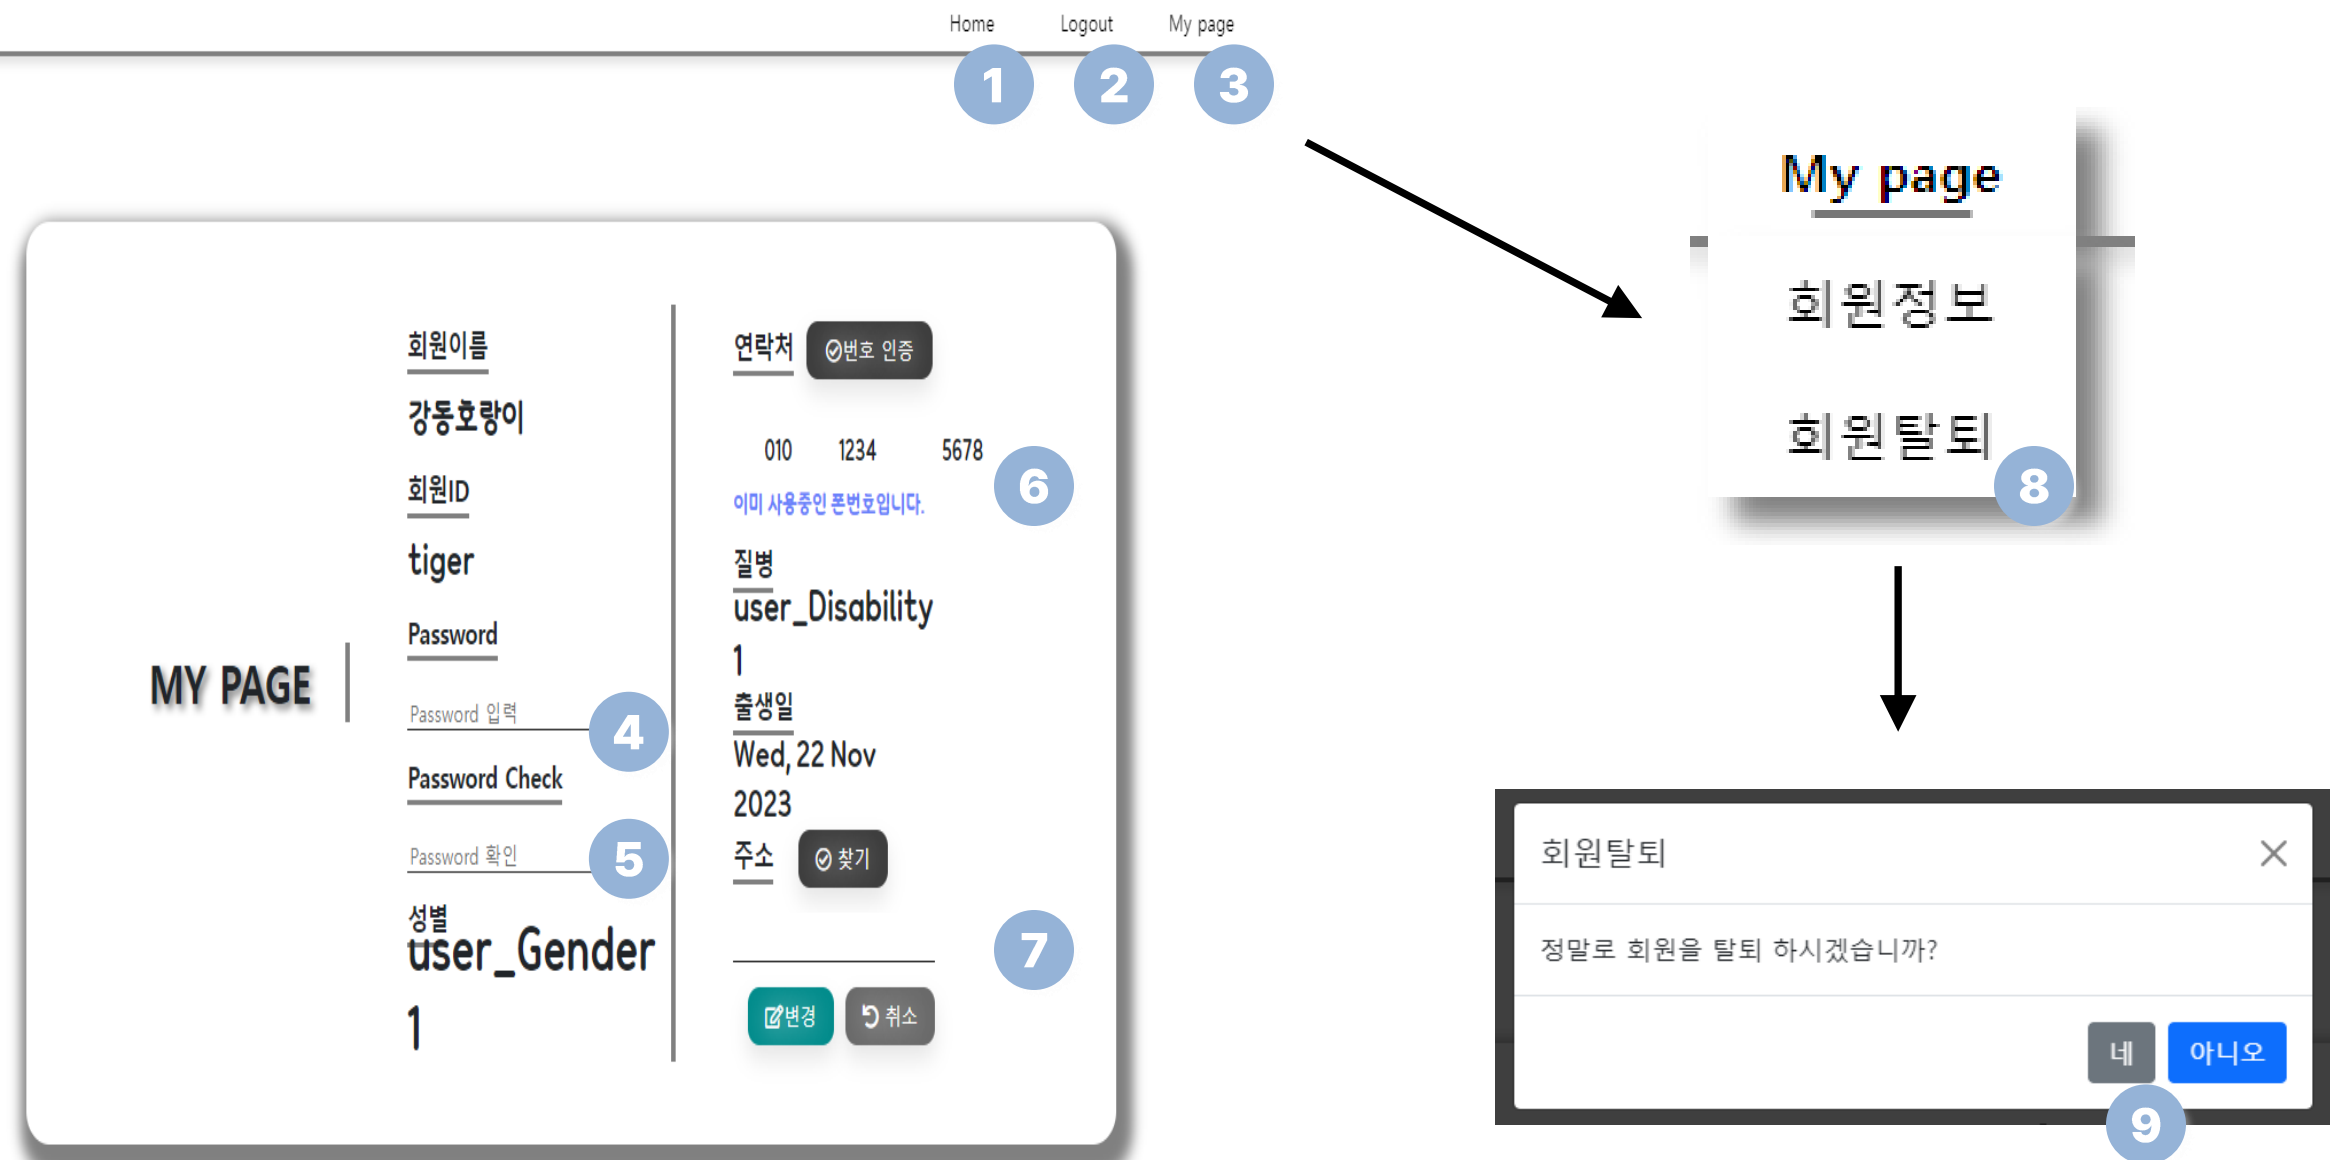 Home Logout My page
1 2 3
MY PAGE
회원이름
강동호랑이
회원ID
tiger
Password
Password 입력
4
Password Check
Password 확인
5
성별
user_Gender
1
연락처 번호 인증
010 1234 5678
6
이미 사용중인 폰번호입니다.
질병
user_Disability
1
출생일
Wed, 22 Nov
2023
주소 찾기
7
변경 취소
My page
회원정보
회원탈퇴
8
회원탈퇴
정말로 회원을 탈퇴 하시겠습니까?
네 아니오
9